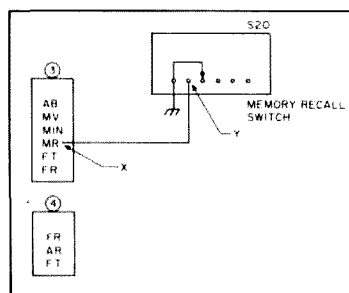 S20
3
AB
MV
MIN
MR
FT
FR
MEMORY RECALL
SWITCH
Y
X
4
FR
AR
FT